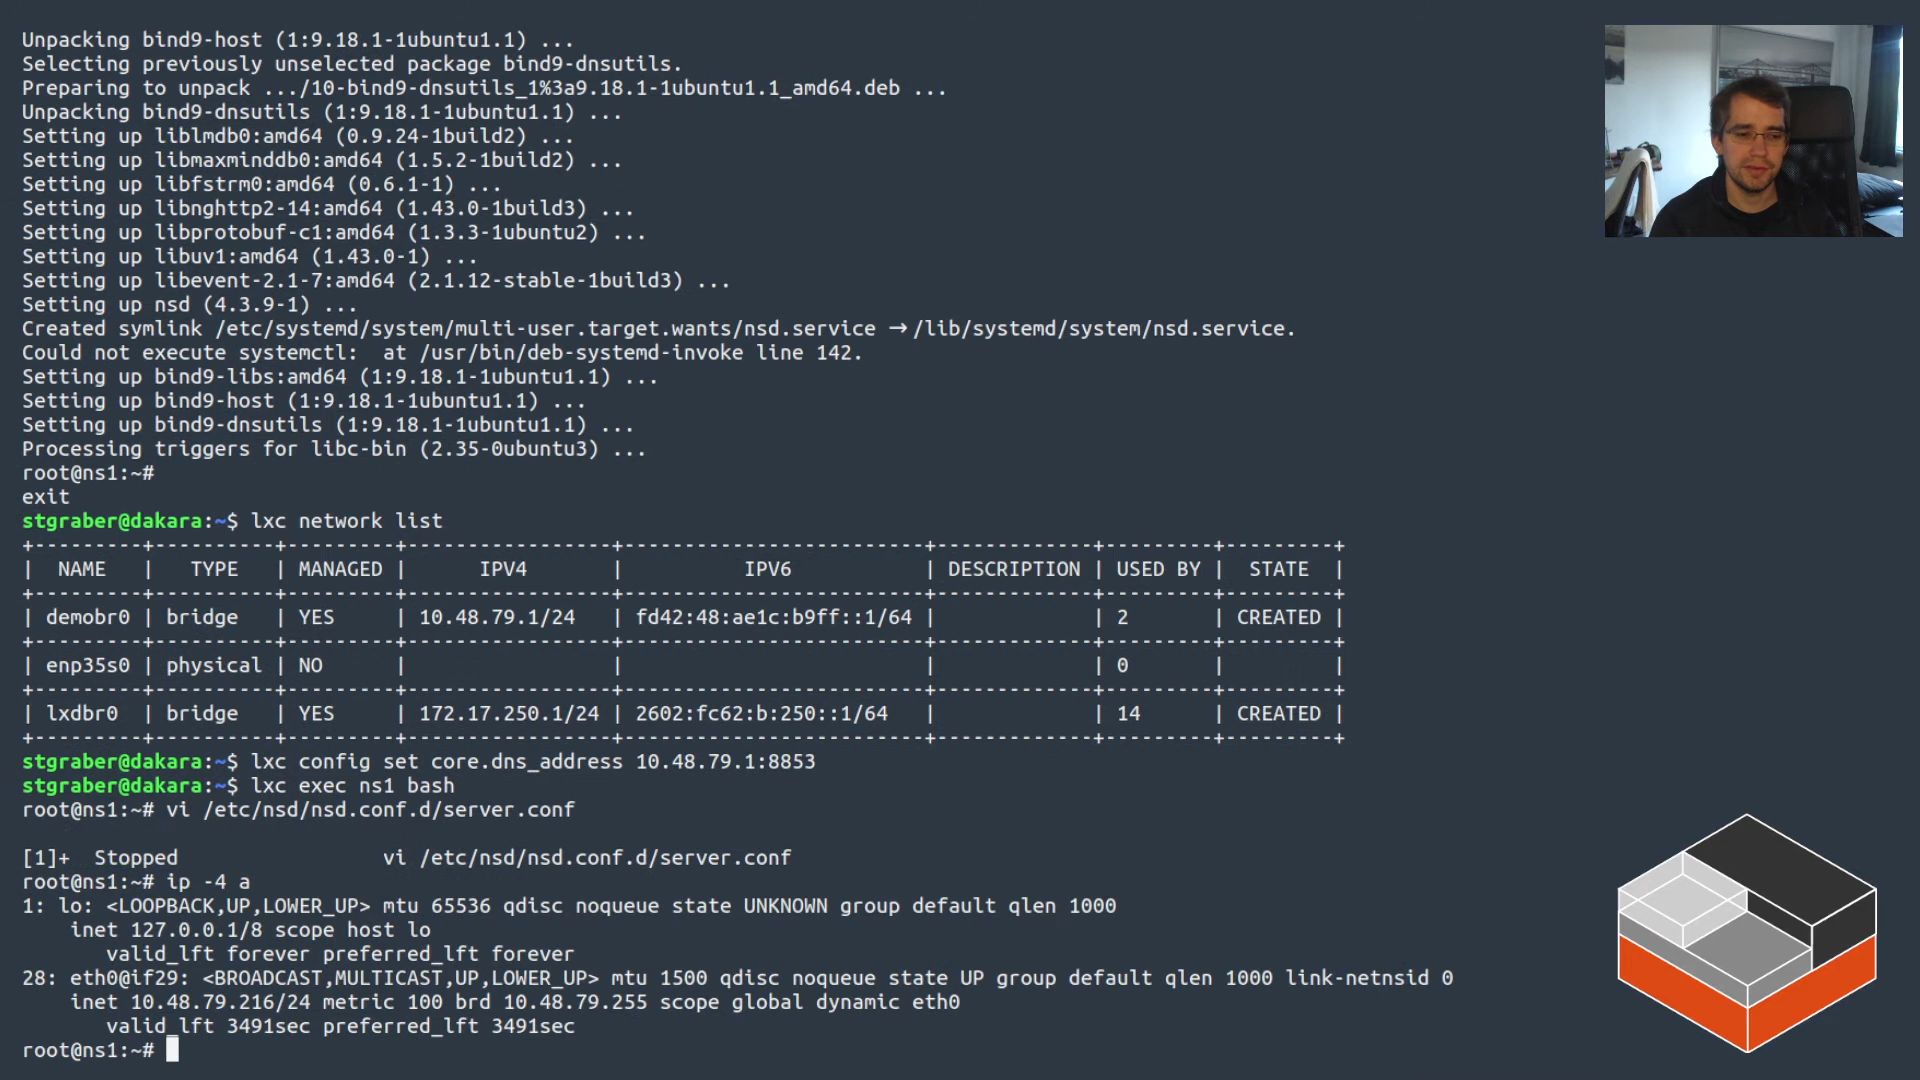 Unpacking bind9-host (1:9.18.1-1ubuntu1.1) ...
Selecting previously unselected package bind9-dnsutils.
Preparing to unpack .../10-bind9-dnsutils_1%3a9.18.1-1ubuntu1.1_amd64.deb ...
Unpacking bind9-dnsutils (1:9.18.1-1ubuntu1.1) ...
Setting up liblmdb0:amd64 (0.9.24-1build2) ...
Setting up libmaxminddb0:amd64 (1.5.2-1build2) ...
Setting up libfstrm0:amd64 (0.6.1-1) ...
Setting up libnghttp2-14:amd64 (1.43.0-1build3) ...
Setting up libprotobuf-c1:amd64 (1.3.3-1ubuntu2) ...
Setting up libuv1:amd64 (1.43.0-1) ...
Setting up libevent-2.1-7:amd64 (2.1.12-stable-1build3) ...
Setting up nsd (4.3.9-1) ...
Created symlink /etc/systemd/system/multi-user.target.wants/nsd.service → /lib/systemd/system/nsd.service.
Could not execute systemctl:  at /usr/bin/deb-systemd-invoke line 142.
Setting up bind9-libs:amd64 (1:9.18.1-1ubuntu1.1) ...
Setting up bind9-host (1:9.18.1-1ubuntu1.1) ...
Setting up bind9-dnsutils (1:9.18.1-1ubuntu1.1) ...
Processing triggers for libc-bin (2.35-0ubuntu3) ...
root@ns1:~#
exit
stgraber@dakara:~$ lxc network list
+---------+----------+---------+-----------------+-------------------------+-------------+---------+---------+
|  NAME   |   TYPE   | MANAGED |      IPV4       |          IPV6           | DESCRIPTION | USED BY |  STATE  |
+---------+----------+---------+-----------------+-------------------------+-------------+---------+---------+
| demobr0 | bridge   | YES     | 10.48.79.1/24   | fd42:48:ae1c:b9ff::1/64 |             | 2       | CREATED |
+---------+----------+---------+-----------------+-------------------------+-------------+---------+---------+
| enp35s0 | physical | NO      |                 |                         |             | 0       |         |
+---------+----------+---------+-----------------+-------------------------+-------------+---------+---------+
| lxdbr0  | bridge   | YES     | 172.17.250.1/24 | 2602:fc62:b:250::1/64   |             | 14      | CREATED |
+---------+----------+---------+-----------------+-------------------------+-------------+---------+---------+
stgraber@dakara:~$ lxc config set core.dns_address 10.48.79.1:8853
stgraber@dakara:~$ lxc exec ns1 bash
root@ns1:~# vi /etc/nsd/nsd.conf.d/server.conf
[1]+  Stopped                 vi /etc/nsd/nsd.conf.d/server.conf
root@ns1:~# ip -4 a
1: lo: <LOOPBACK,UP,LOWER_UP> mtu 65536 qdisc noqueue state UNKNOWN group default qlen 1000
    inet 127.0.0.1/8 scope host lo
       valid_lft forever preferred_lft forever
28: eth0@if29: <BROADCAST,MULTICAST,UP,LOWER_UP> mtu 1500 qdisc noqueue state UP group default qlen 1000 link-netnsid 0
    inet 10.48.79.216/24 metric 100 brd 10.48.79.255 scope global dynamic eth0
       valid_lft 3491sec preferred_lft 3491sec
root@ns1:~#